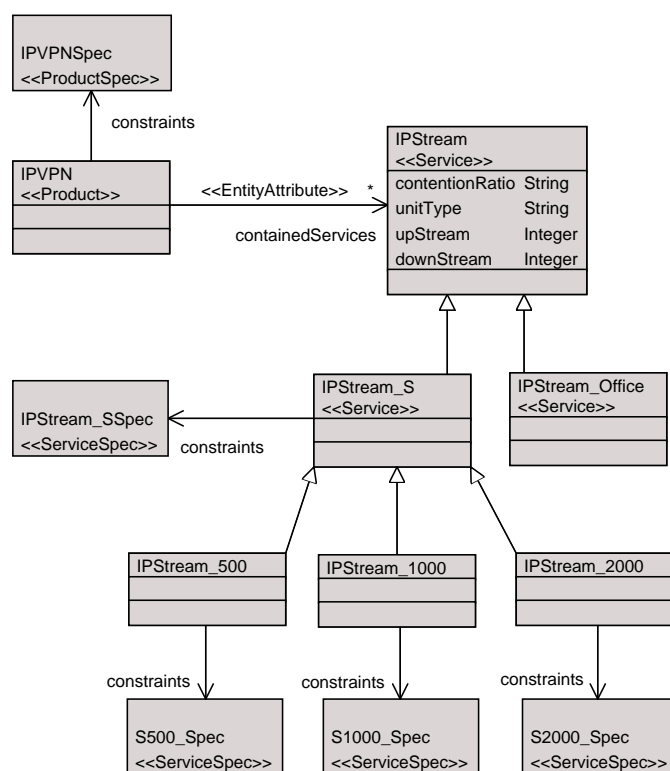 IPVPNSpec
<<ProductSpec>>
constraints
IPVPN
<<Product>>
<<EntityAttribute>> *
containedServices
IPStream
<<Service>>
contentionRatio String
unitType String
upStream Integer
downStream Integer
IPStream_S
<<Service>>
IPStream_Office
<<Service>>
IPStream_SSpec
<<ServiceSpec>>
constraints
IPStream_500
IPStream_1000
IPStream_2000
constraints
constraints
constraints
S500_Spec
<<ServiceSpec>>
S1000_Spec
<<ServiceSpec>>
S2000_Spec
<<ServiceSpec>>